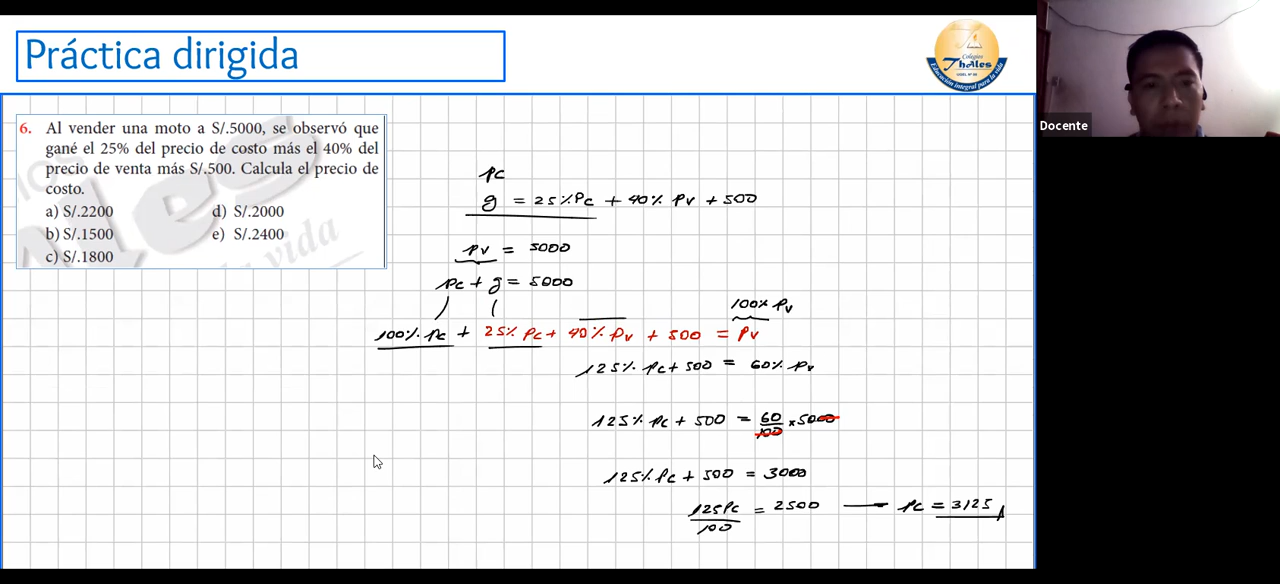 Práctica dirigida
Colegios
Thales
UGEL Nº 06
Educación integral para la vida
Docente
6. Al vender una moto a S/.5000, se observó que
gané el 25% del precio de costo más el 40% del
precio de venta más S/.500. Calcula el precio de
costo.
a) S/.2200 d) S/.2000
b) S/.1500 e) S/.2400
c) S/.1800
Pc
g = 25% Pc + 40% Pv + 500
Pv = 5000
Pc + g = 5000
100% Pv
100% Pc + 25% Pc + 40% Pv + 500 = Pv
125% Pc + 500 = 60% Pv
125% Pc + 500 = 60/100 x 5000
125% Pc + 500 = 3000
125Pc/100 = 2500 — Pc = 3125